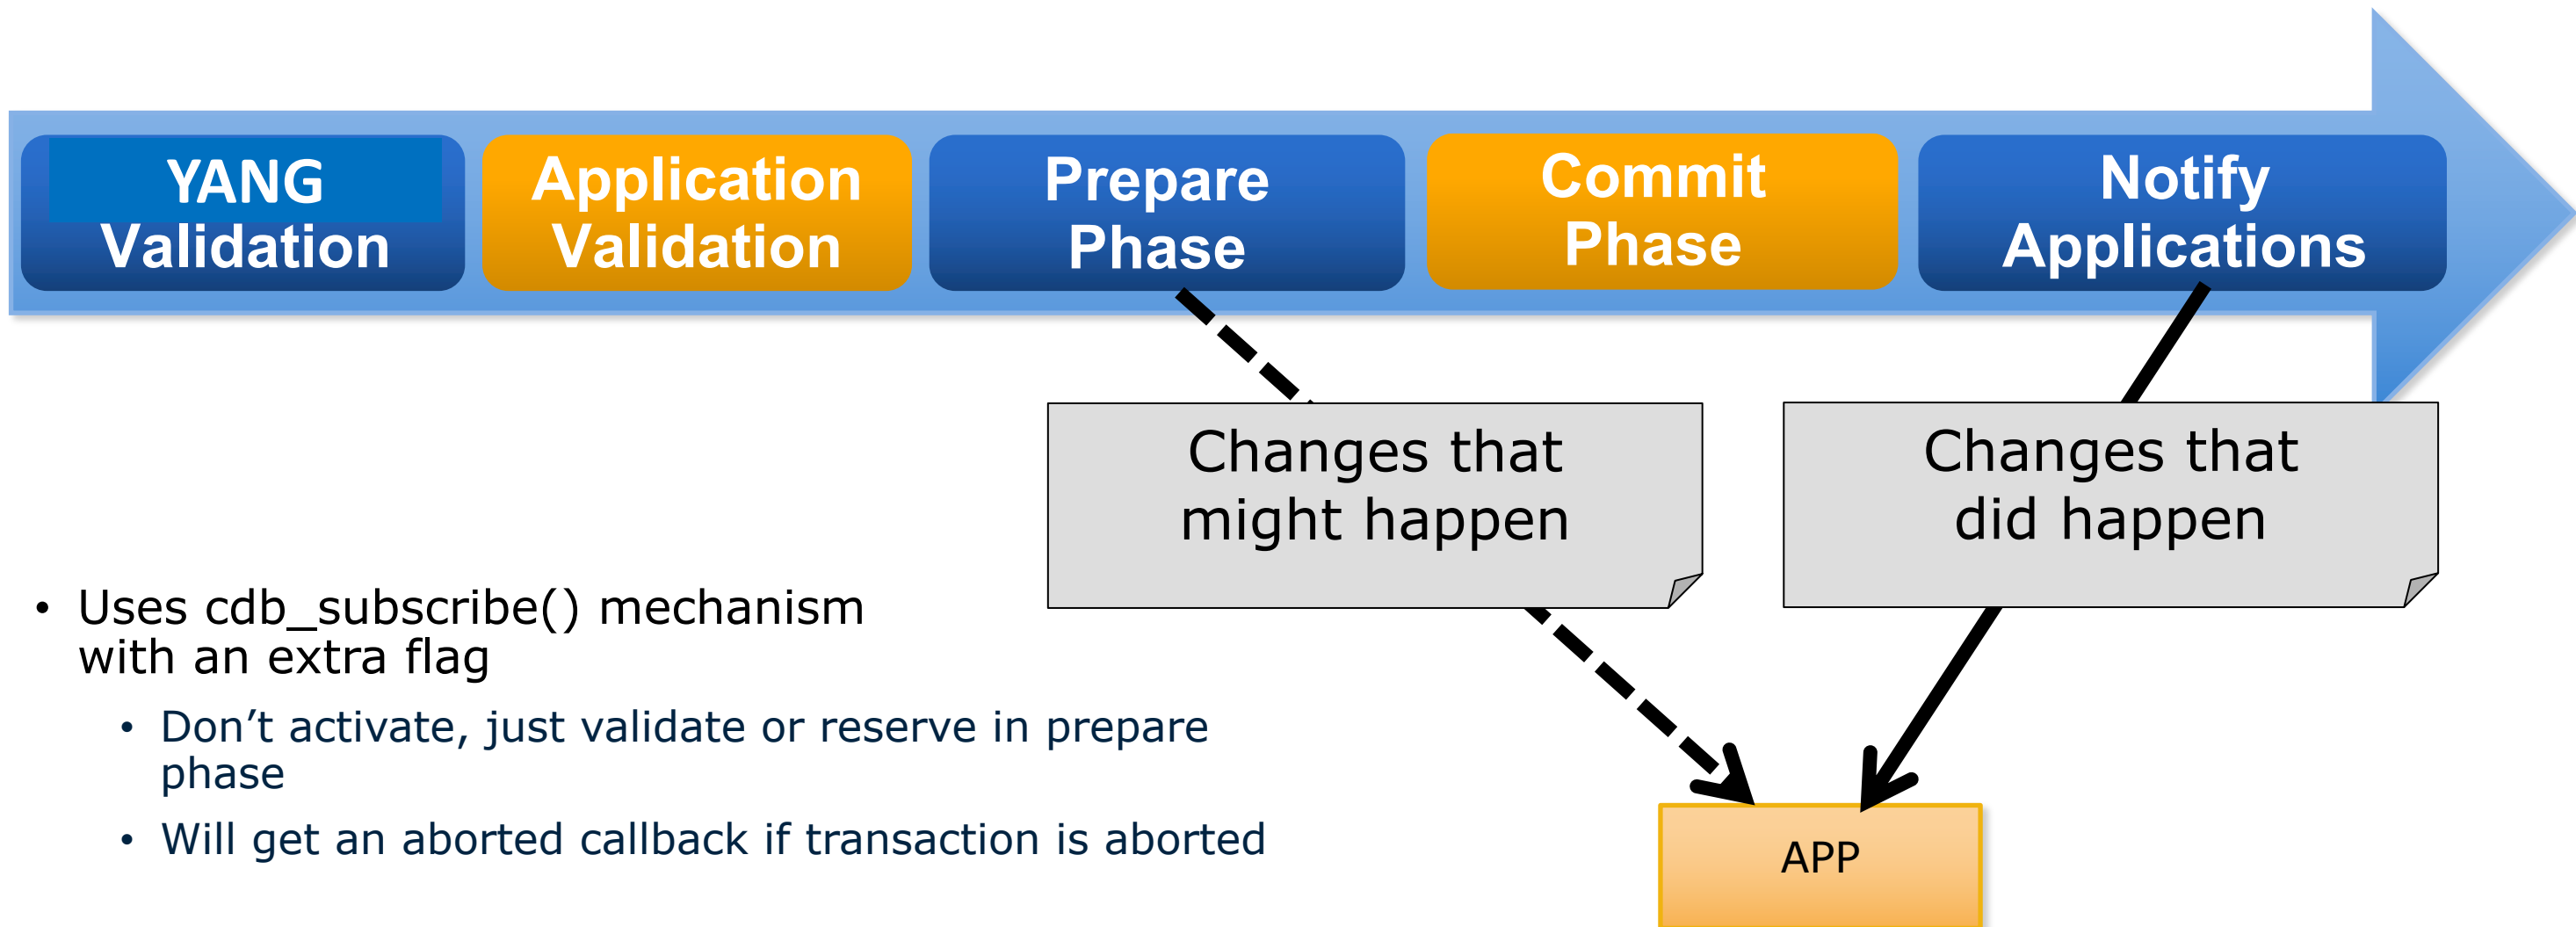 YANG
Validation
Application
Validation
Prepare
Phase
Commit
Phase
Notify
Applications
Changes that
might happen
Changes that
did happen
• Uses cdb_subscribe() mechanism
with an extra flag
• Don’t activate, just validate or reserve in prepare
phase
• Will get an aborted callback if transaction is aborted
APP